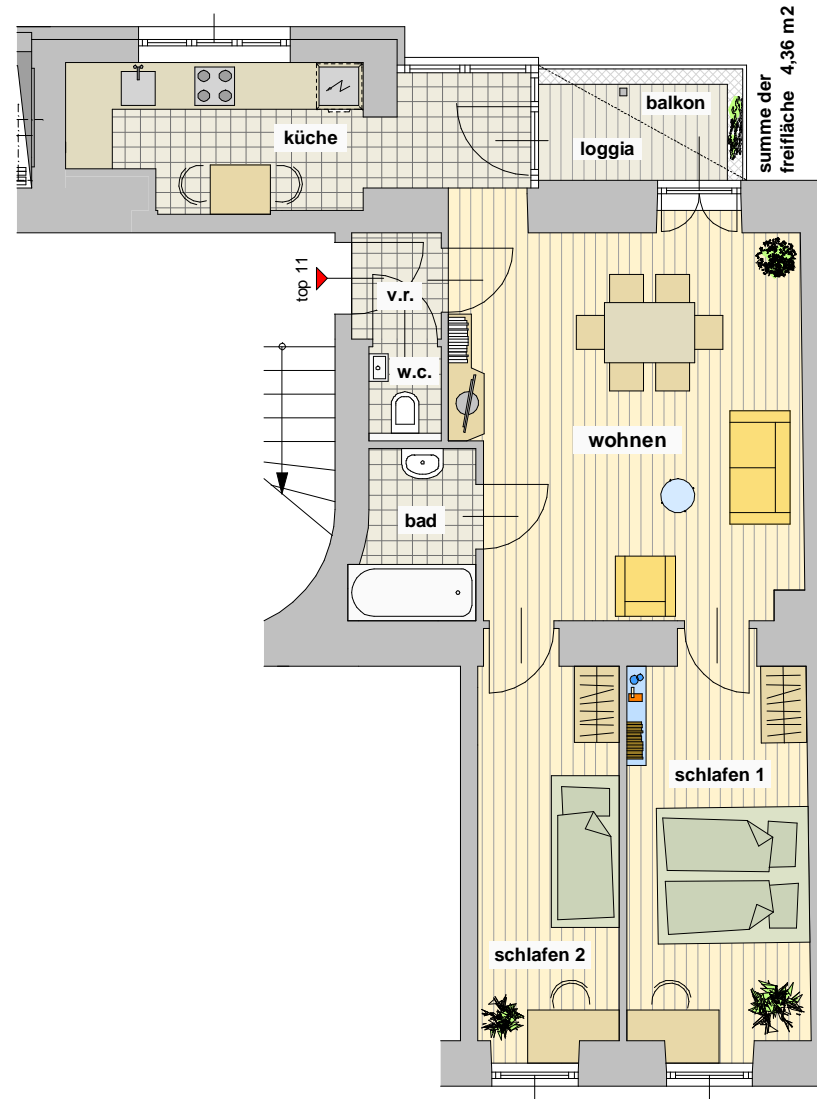 summe der
freifläche 4,36 m2
balkon
küche
loggia
top 11
v.r.
w.c.
wohnen
bad
schlafen 1
schlafen 2